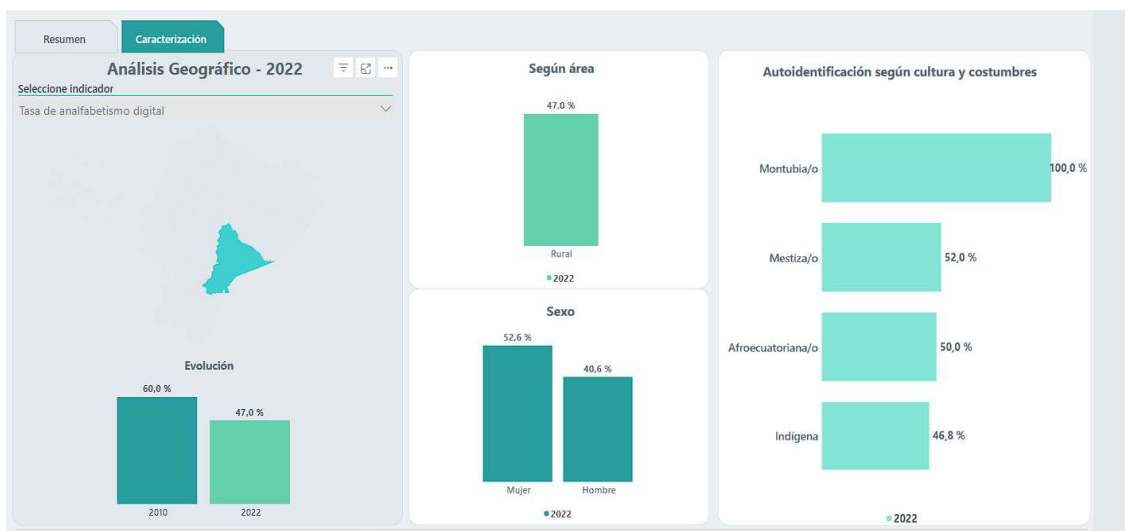 Resumen
Caracterización
Análisis Geográfico - 2022
Seleccione indicador
Tasa de analfabetismo digital
Evolución
60,0 %
47,0 %
2010
2022
Según área
47,0 %
Rural
2022
Sexo
52,6 %
40,6 %
Mujer
Hombre
2022
Autoidentificación según cultura y costumbres
Montubia/o
100,0 %
Mestiza/o
52,0 %
Afroecuatoriana/o
50,0 %
Indígena
46,8 %
2022